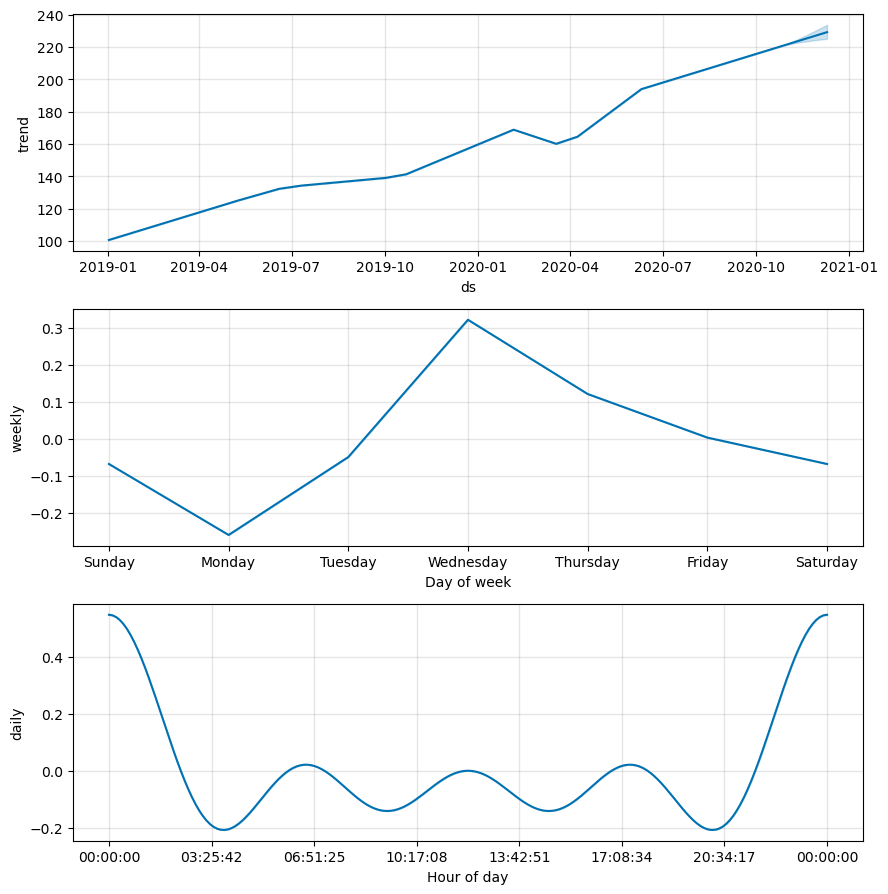 240
220
200
180
160
140
120
100
trend
2019-01 2019-04 2019-07 2019-10 2020-01 2020-04 2020-07 2020-10 2021-01
ds
0.3
0.2
0.1
0.0
−0.1
−0.2
weekly
Sunday Monday Tuesday Wednesday Thursday Friday Saturday
Day of week
0.4
0.2
0.0
−0.2
daily
00:00:00 03:25:42 06:51:25 10:17:08 13:42:51 17:08:34 20:34:17 00:00:00
Hour of day